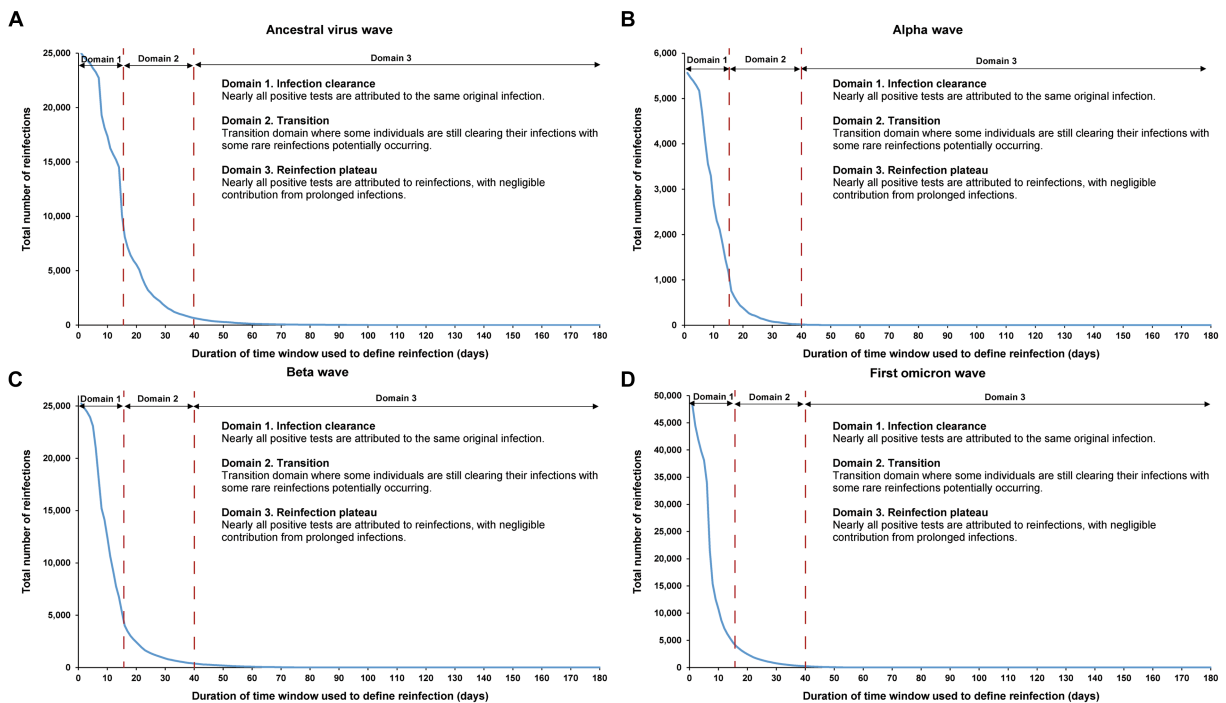 A
Ancestral virus wave
Total number of reinfections
25,000
20,000
15,000
10,000
5,000
0
Domain 1
Domain 2
Domain 3
Domain 1. Infection clearance
Nearly all positive tests are attributed to the same original infection.
Domain 2. Transition
Transition domain where some individuals are still clearing their infections with
some rare reinfections potentially occurring.
Domain 3. Reinfection plateau
Nearly all positive tests are attributed to reinfections, with negligible
contribution from prolonged infections.
0 10 20 30 40 50 60 70 80 90 100 110 120 130 140 150 160 170 180
Duration of time window used to define reinfection (days)
B
Alpha wave
Total number of reinfections
6,000
5,000
4,000
3,000
2,000
1,000
0
Domain 1
Domain 2
Domain 3
Domain 1. Infection clearance
Nearly all positive tests are attributed to the same original infection.
Domain 2. Transition
Transition domain where some individuals are still clearing their infections with
some rare reinfections potentially occurring.
Domain 3. Reinfection plateau
Nearly all positive tests are attributed to reinfections, with negligible
contribution from prolonged infections.
0 10 20 30 40 50 60 70 80 90 100 110 120 130 140 150 160 170 180
Duration of time window used to define reinfection (days)
C
Beta wave
Total number of reinfections
25,000
20,000
15,000
10,000
5,000
0
Domain 1
Domain 2
Domain 3
Domain 1. Infection clearance
Nearly all positive tests are attributed to the same original infection.
Domain 2. Transition
Transition domain where some individuals are still clearing their infections with
some rare reinfections potentially occurring.
Domain 3. Reinfection plateau
Nearly all positive tests are attributed to reinfections, with negligible
contribution from prolonged infections.
0 10 20 30 40 50 60 70 80 90 100 110 120 130 140 150 160 170 180
Duration of time window used to define reinfection (days)
D
First omicron wave
Total number of reinfections
50,000
45,000
40,000
35,000
30,000
25,000
20,000
15,000
10,000
5,000
0
Domain 1
Domain 2
Domain 3
Domain 1. Infection clearance
Nearly all positive tests are attributed to the same original infection.
Domain 2. Transition
Transition domain where some individuals are still clearing their infections with
some rare reinfections potentially occurring.
Domain 3. Reinfection plateau
Nearly all positive tests are attributed to reinfections, with negligible
contribution from prolonged infections.
0 10 20 30 40 50 60 70 80 90 100 110 120 130 140 150 160 170 180
Duration of time window used to define reinfection (days)